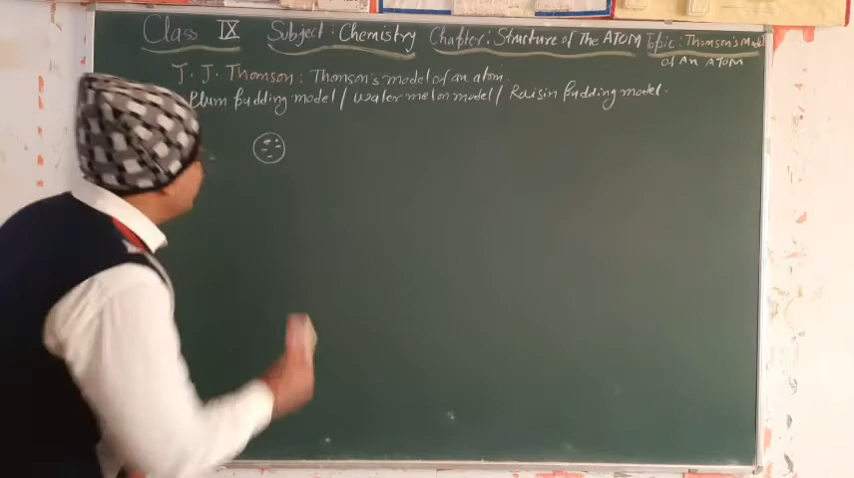 Class IX Subject: Chemistry Chapter: Structure of The ATOM Topic: Thomson's Model
of AN ATOM
J. J. Thomson: Thomson's model of an atom.
Plum pudding model / Water melon model / Raisin pudding model.